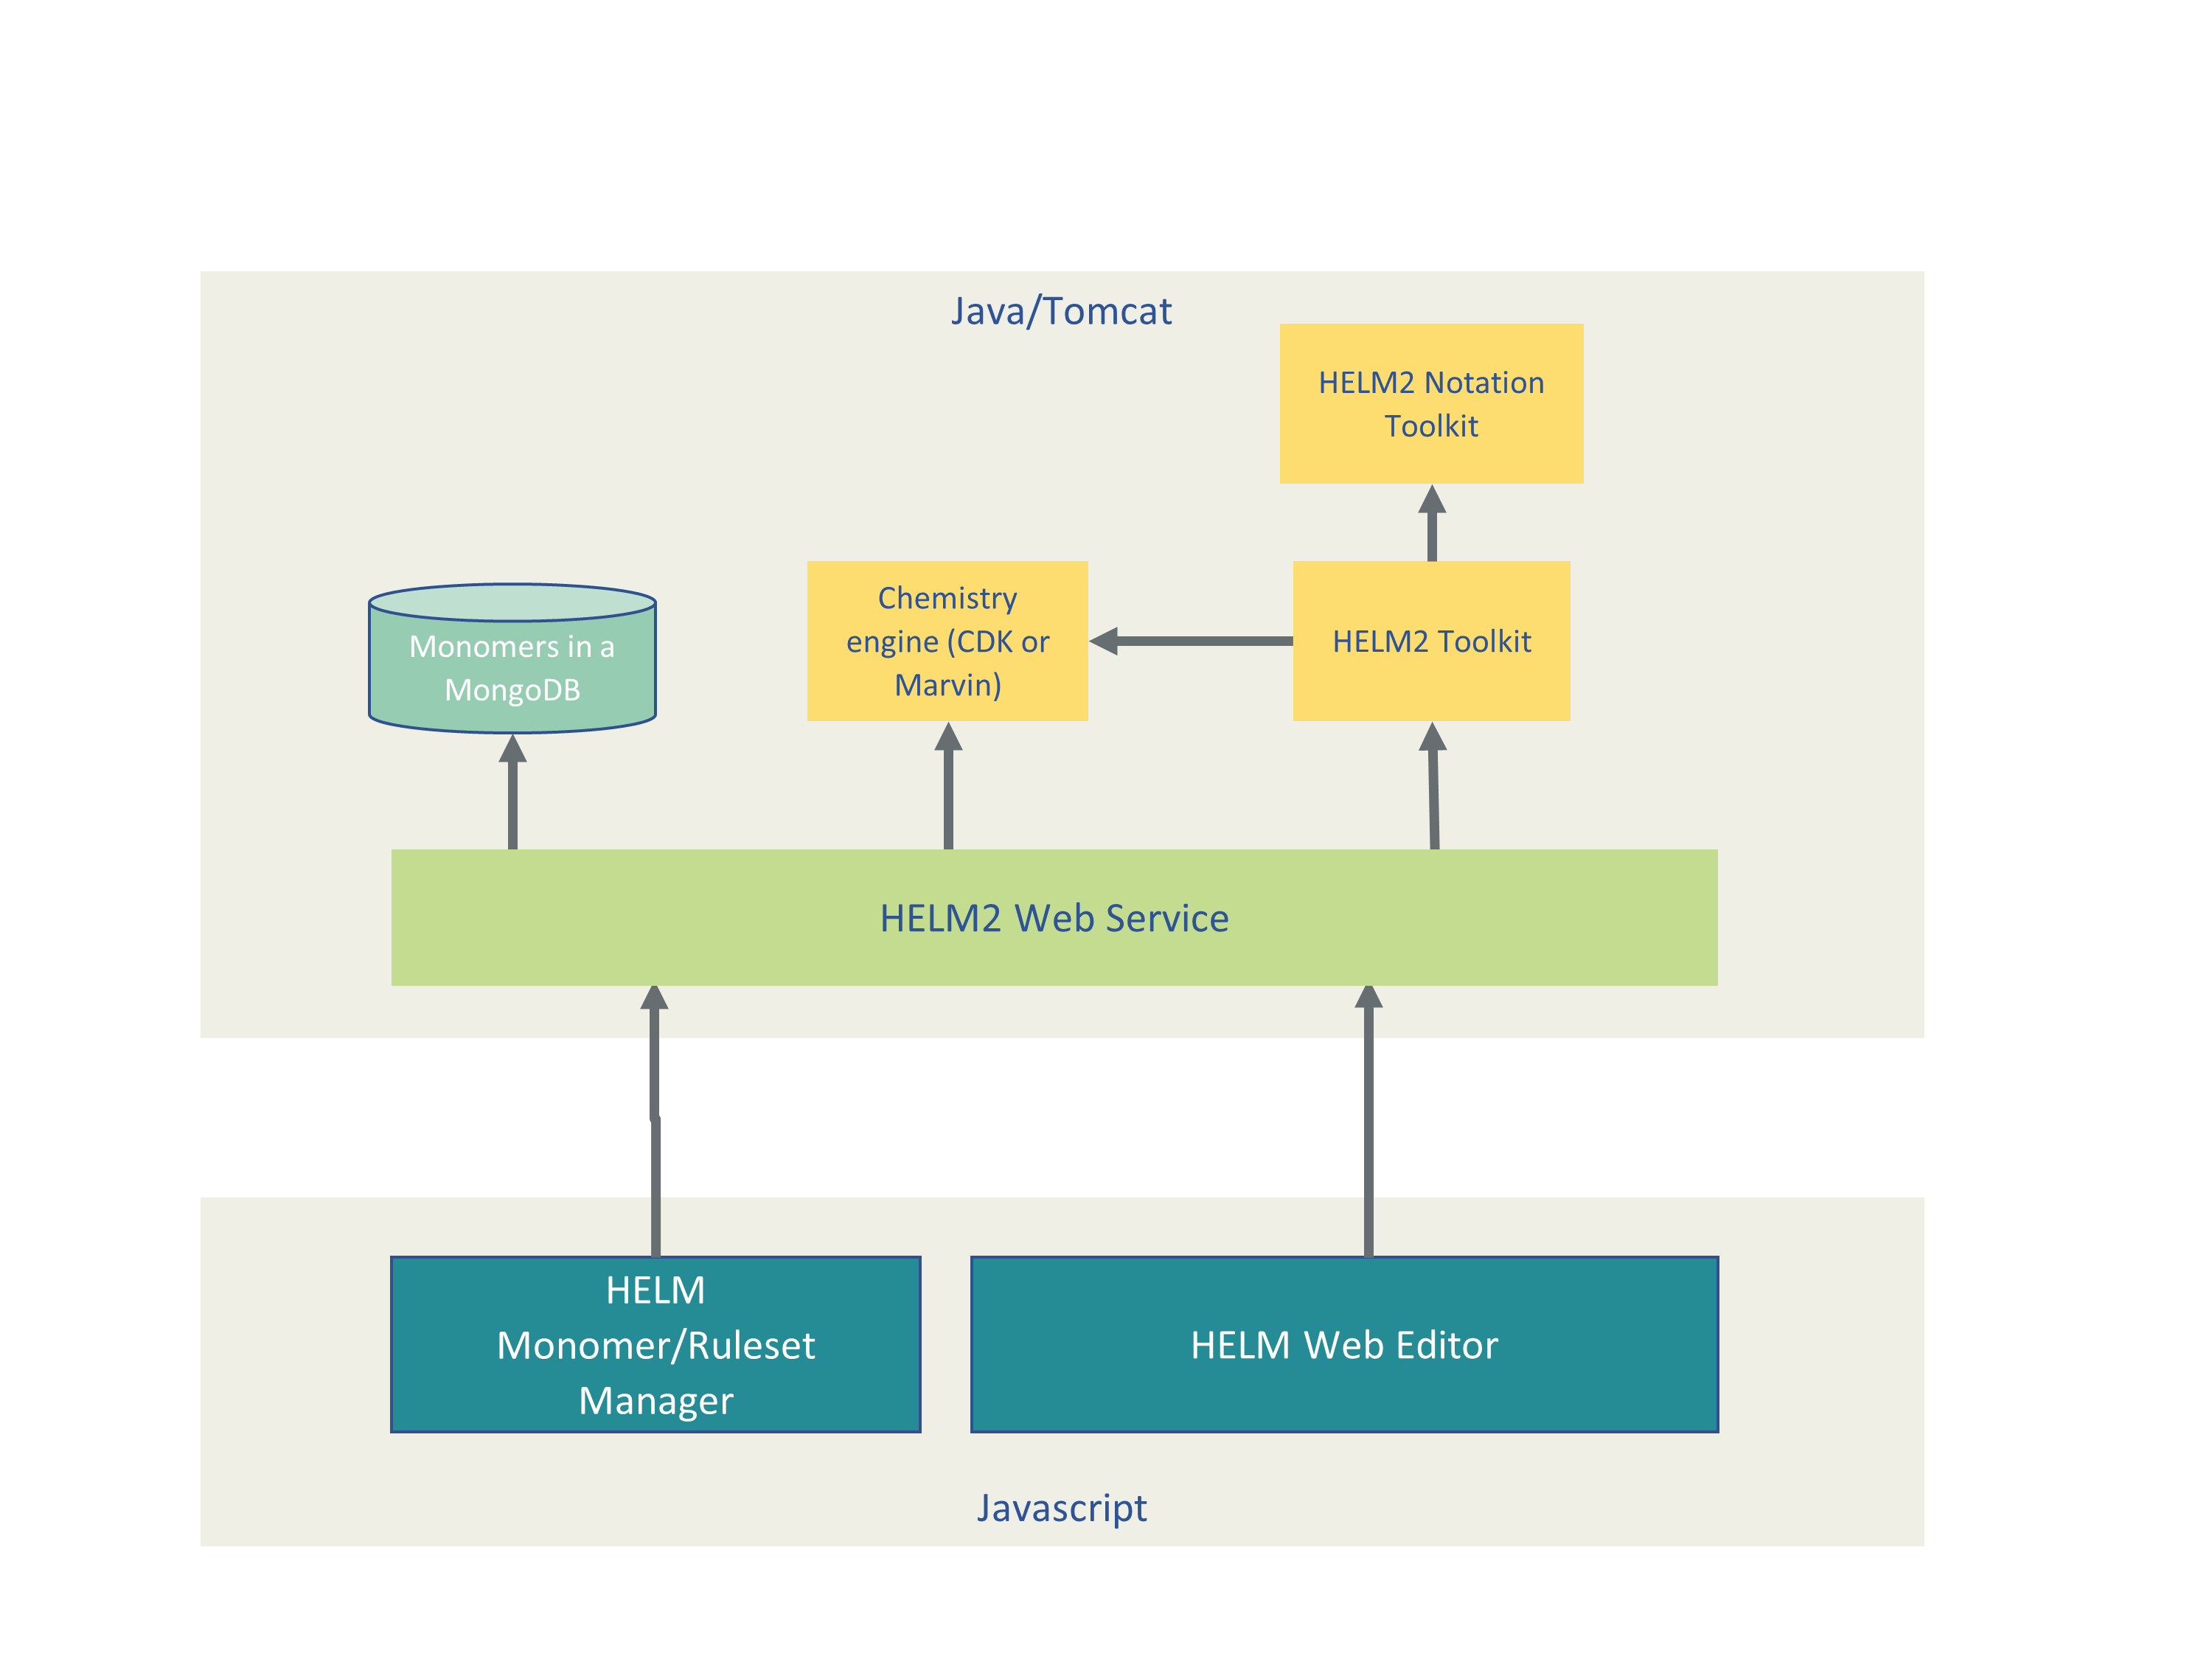 Java/Tomcat
HELM2 Notation
Toolkit
Monomers in a
MongoDB
Chemistry
engine (CDK or
Marvin)
HELM2 Toolkit
HELM2 Web Service
HELM
Monomer/Ruleset
Manager
HELM Web Editor
Javascript